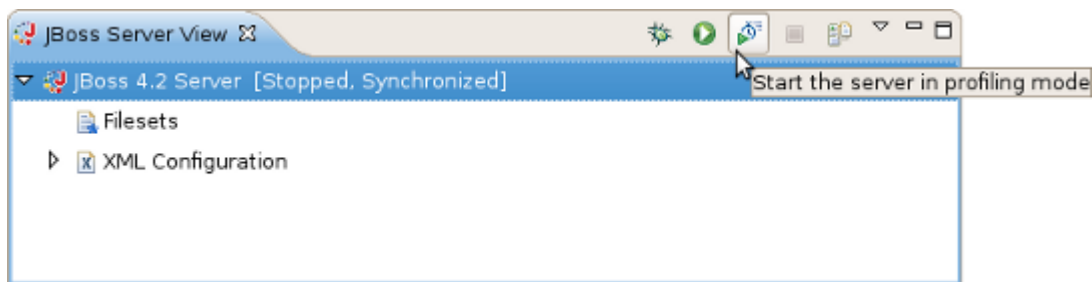 JBoss Server View
JBoss 4.2 Server [Stopped, Synchronized]
Start the server in profiling mode
Filesets
XML Configuration